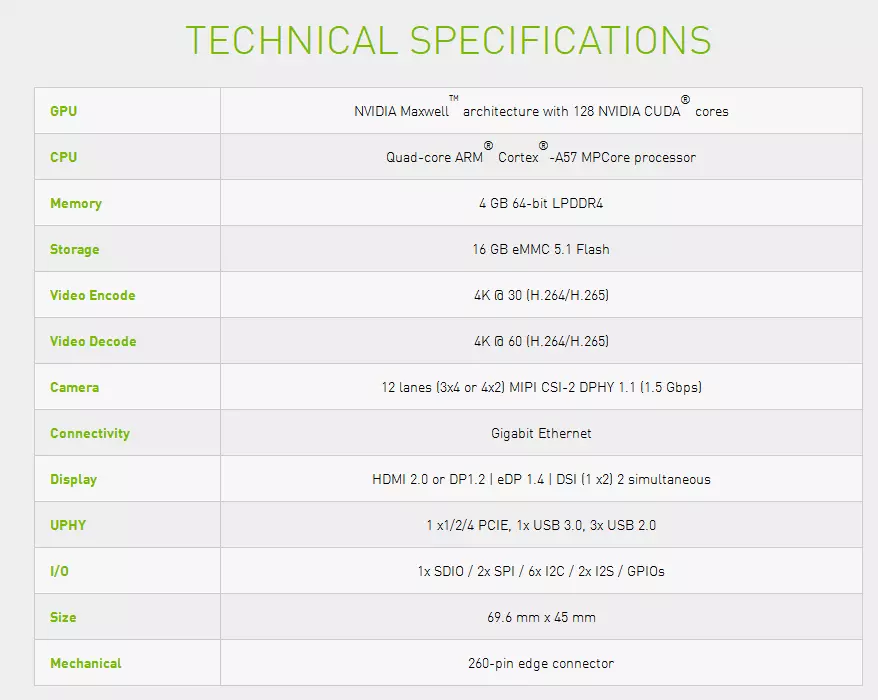 TECHNICAL SPECIFICATIONS
GPU NVIDIA Maxwell™ architecture with 128 NVIDIA CUDA® cores
CPU Quad-core ARM® Cortex®-A57 MPCore processor
Memory 4 GB 64-bit LPDDR4
Storage 16 GB eMMC 5.1 Flash
Video Encode 4K @ 30 (H.264/H.265)
Video Decode 4K @ 60 (H.264/H.265)
Camera 12 lanes (3x4 or 4x2) MIPI CSI-2 DPHY 1.1 (1.5 Gbps)
Connectivity Gigabit Ethernet
Display HDMI 2.0 or DP1.2 | eDP 1.4 | DSI (1 x2) 2 simultaneous
UPHY 1 x1/2/4 PCIE, 1x USB 3.0, 3x USB 2.0
I/O 1x SDIO / 2x SPI / 6x I2C / 2x I2S / GPIOs
Size 69.6 mm x 45 mm
Mechanical 260-pin edge connector